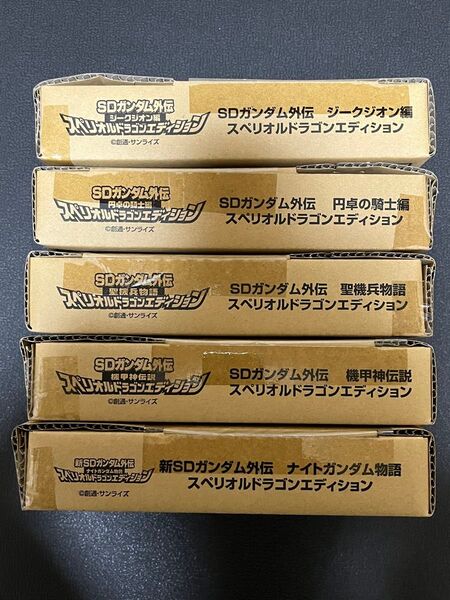 SDガンダム外伝
ジークジオン編
スペリオルドラゴンエディション
©創通・サンライズ
SDガンダム外伝 ジークジオン編
スペリオルドラゴンエディション
SDガンダム外伝
円卓の騎士編
スペリオルドラゴンエディション
©創通・サンライズ
SDガンダム外伝 円卓の騎士編
スペリオルドラゴンエディション
SDガンダム外伝
聖機兵物語
スペリオルドラゴンエディション
©創通・サンライズ
SDガンダム外伝 聖機兵物語
スペリオルドラゴンエディション
SDガンダム外伝
機甲神伝説
スペリオルドラゴンエディション
©創通・サンライズ
SDガンダム外伝 機甲神伝説
スペリオルドラゴンエディション
新SDガンダム外伝
ナイトガンダム物語
スペリオルドラゴンエディション
©創通・サンライズ
新SDガンダム外伝 ナイトガンダム物語
スペリオルドラゴンエディション